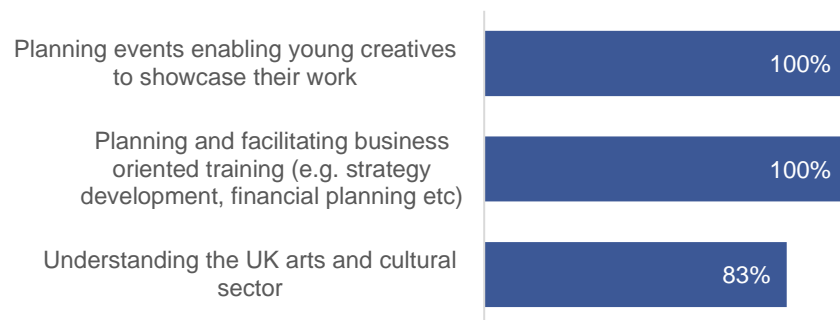 Planning events enabling young creatives
to showcase their work
100%
Planning and facilitating business
oriented training (e.g. strategy
development, financial planning etc)
100%
Understanding the UK arts and cultural
sector
83%